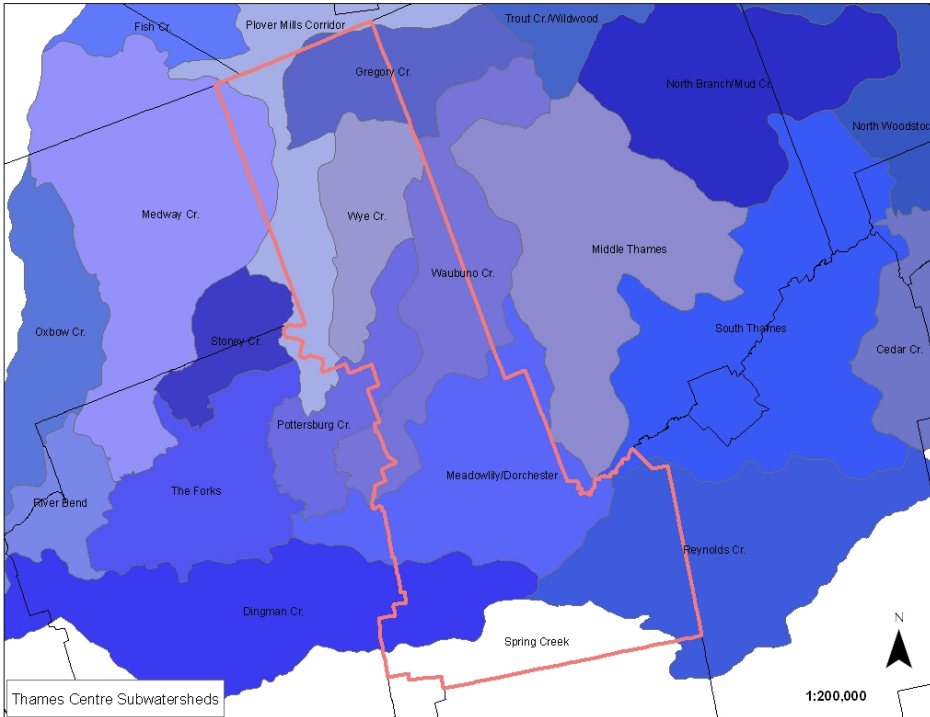 Fish Cr.
Plover Mills Corridor
Trout Cr./Wildwood
Gregory Cr.
North Branch/Mud Cr.
North Woodstoc
Medway Cr.
Wye Cr.
Middle Thames
Waubuno Cr.
Oxbow Cr.
Stoney Cr.
South Thames
Cedar Cr.
Pottersburg Cr.
Meadowlily/Dorchester
The Forks
River Bend
Reynolds Cr.
Dingman Cr.
Spring Creek
N
Thames Centre Subwatersheds
1:200,000